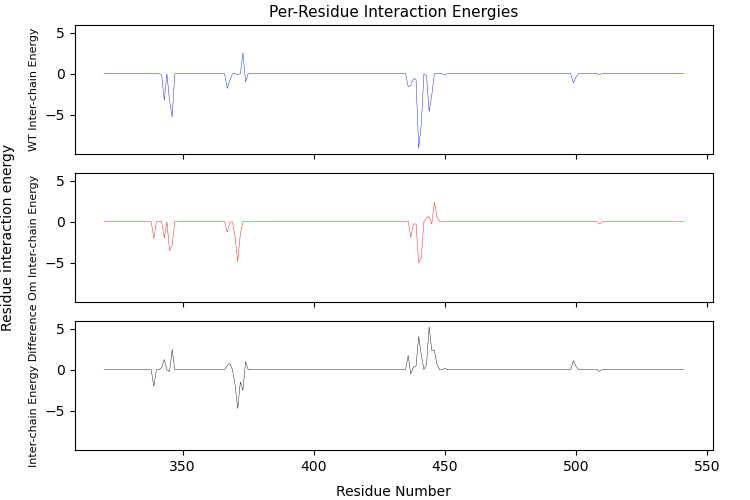 Per-Residue Interaction Energies
WT Inter-chain Energy
5
0
−5
Residue interaction energy
Om Inter-chain Energy
5
0
−5
Inter-chain Energy Difference
5
0
−5
350
400
450
500
550
Residue Number